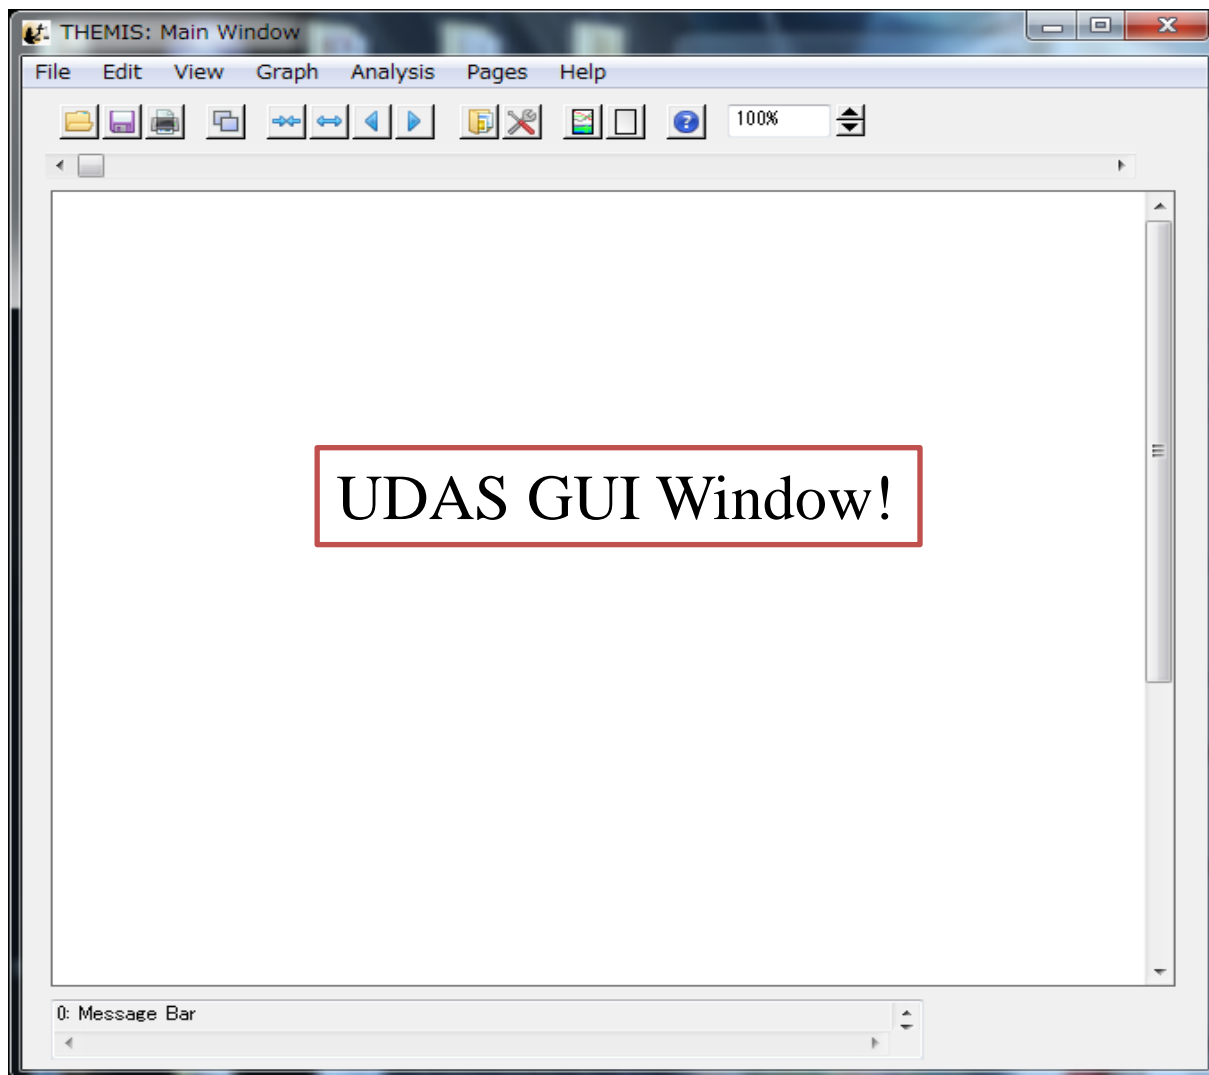 THEMIS: Main Window
File Edit View Graph Analysis Pages Help
100%
UDAS GUI Window!
0: Message Bar